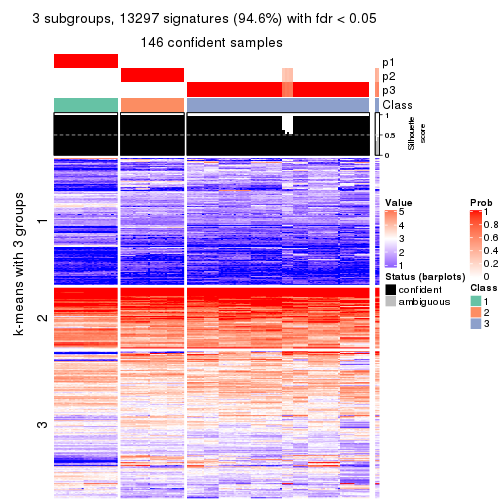 3 subgroups, 13297 signatures (94.6%) with fdr < 0.05
146 confident samples
p1
p2
p3
Class
1
0.5
0
Silhouette
score
k-means with 3 groups
1
2
3
Value
5
4
3
2
1
Prob
1
0.8
0.6
0.4
0.2
0
Status (barplots)
confident
ambiguous
Class
1
2
3